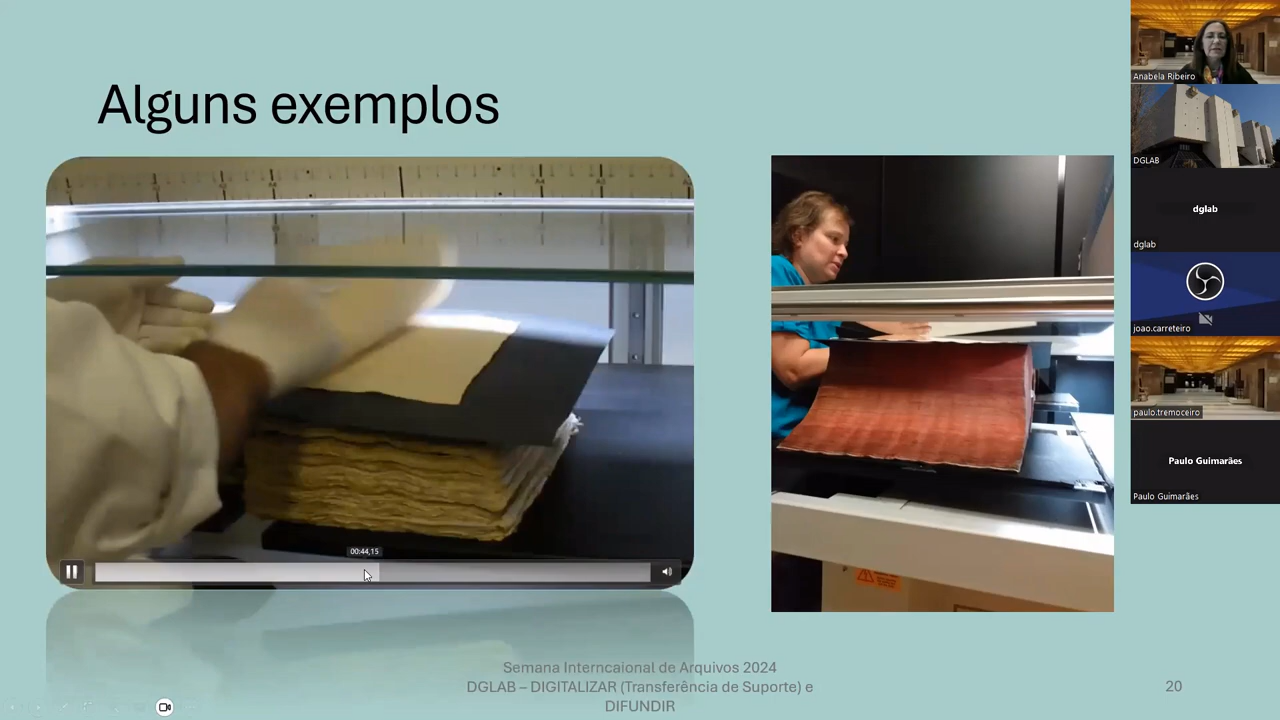 Alguns exemplos
00:44,15
Semana Interncaional de Arquivos 2024
DGLAB – DIGITALIZAR (Transferência de Suporte) e
DIFUNDIR
20
Anabela Ribeiro
DGLAB
dglab
dglab
joao.carreteiro
paulo.tremoceiro
Paulo Guimarães
Paulo Guimarães